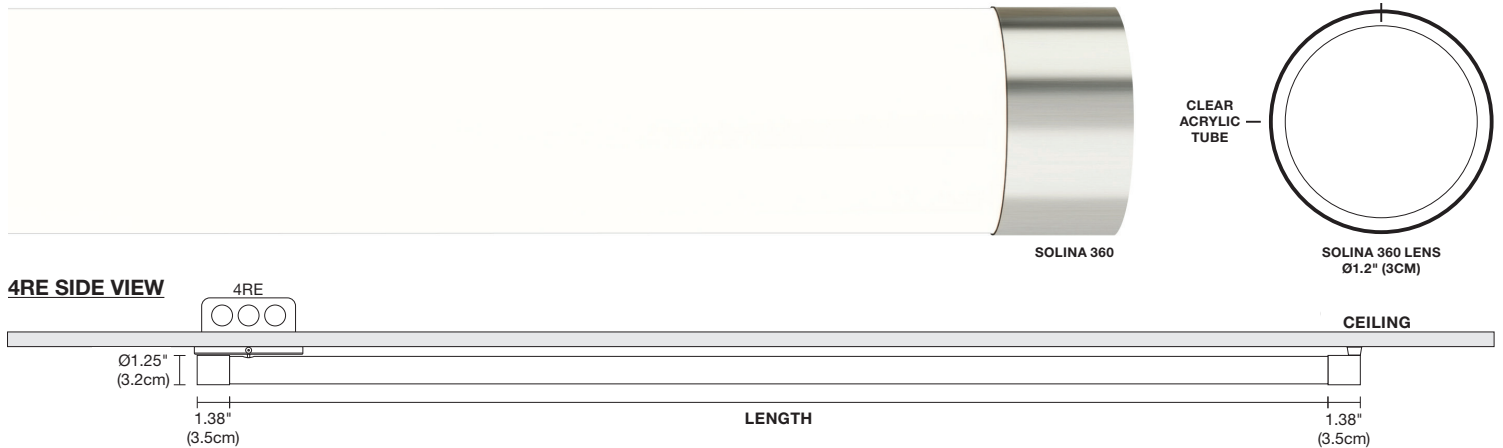 CLEAR
ACRYLIC
TUBE
SOLINA 360
SOLINA 360 LENS
Ø1.2" (3CM)
4RE SIDE VIEW
4RE
CEILING
Ø1.25"
(3.2cm)
1.38"
(3.5cm)
LENGTH
1.38"
(3.5cm)